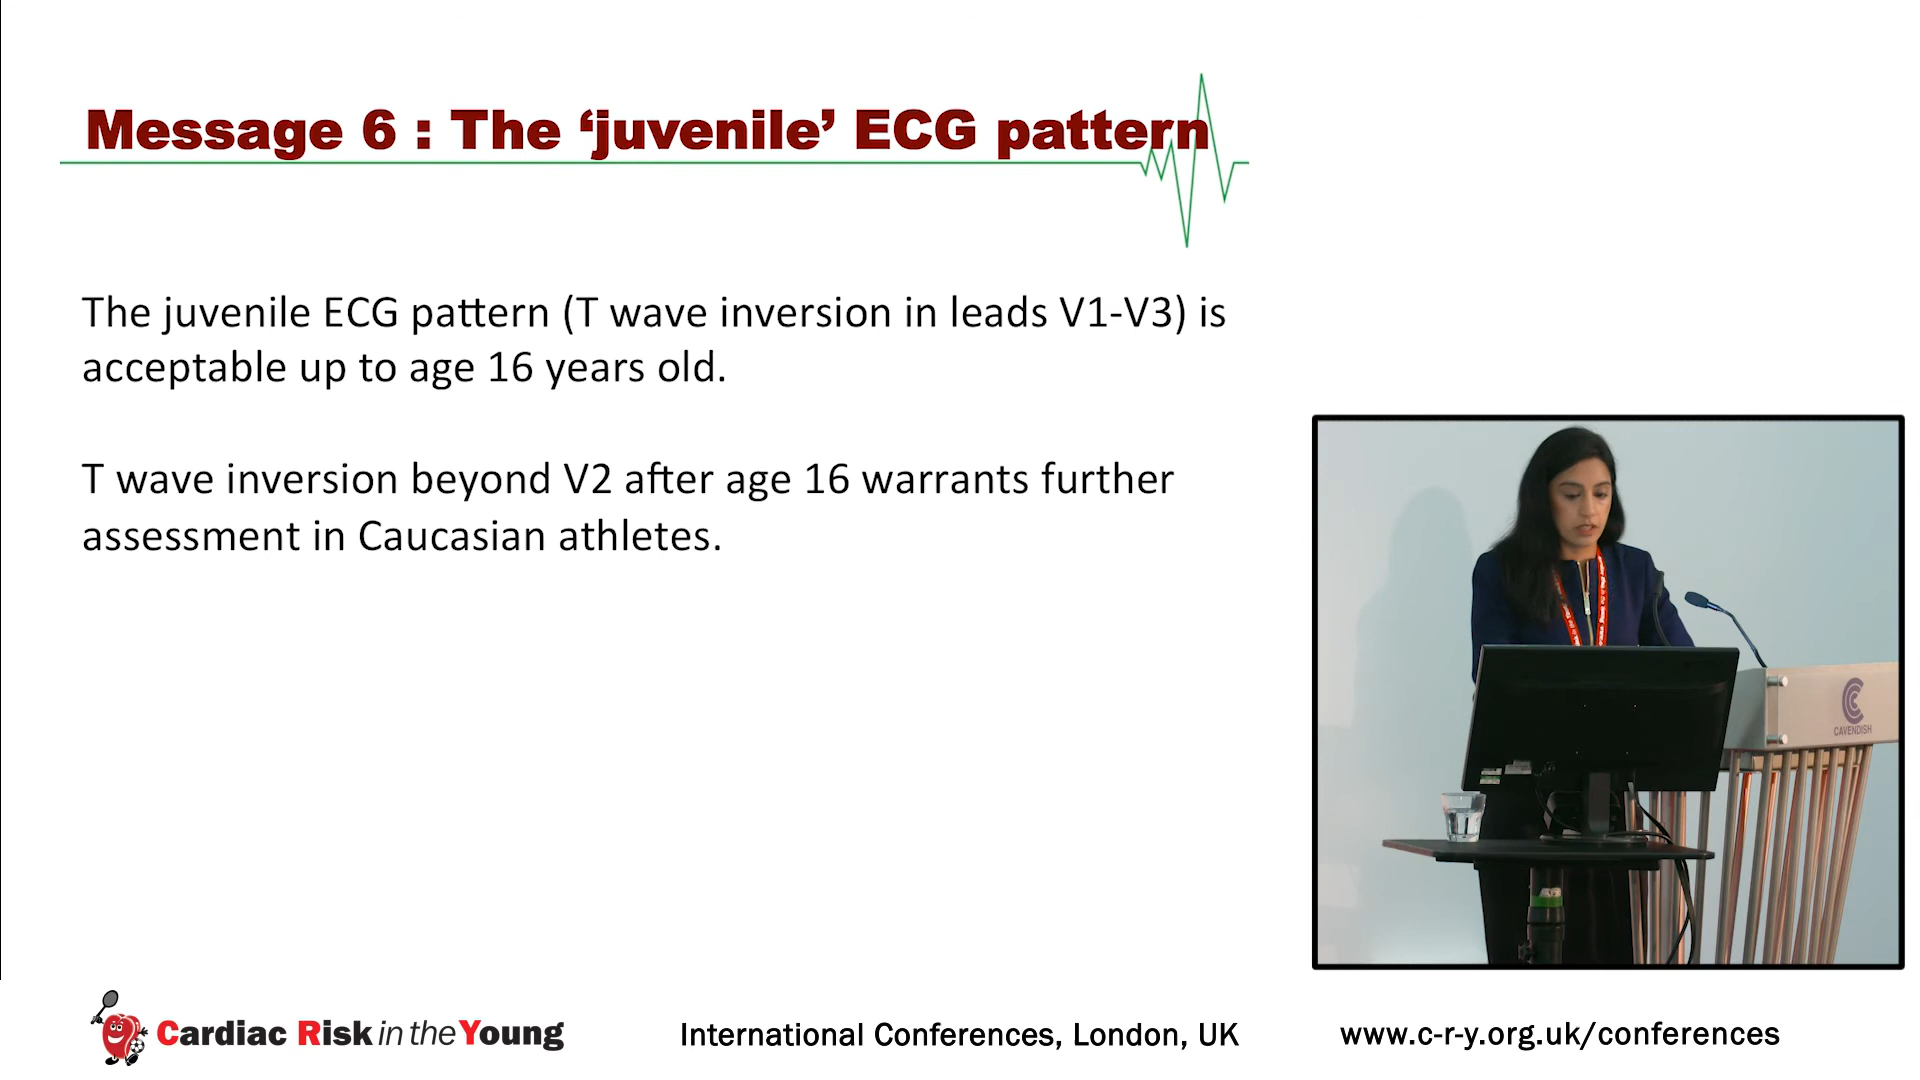 Message 6 : The ‘juvenile’ ECG pattern
The juvenile ECG pattern (T wave inversion in leads V1-V3) is
acceptable up to age 16 years old.
T wave inversion beyond V2 after age 16 warrants further
assessment in Caucasian athletes.
CAVENDISH
Cardiac Risk in the Young
International Conferences, London, UK
www.c-r-y.org.uk/conferences